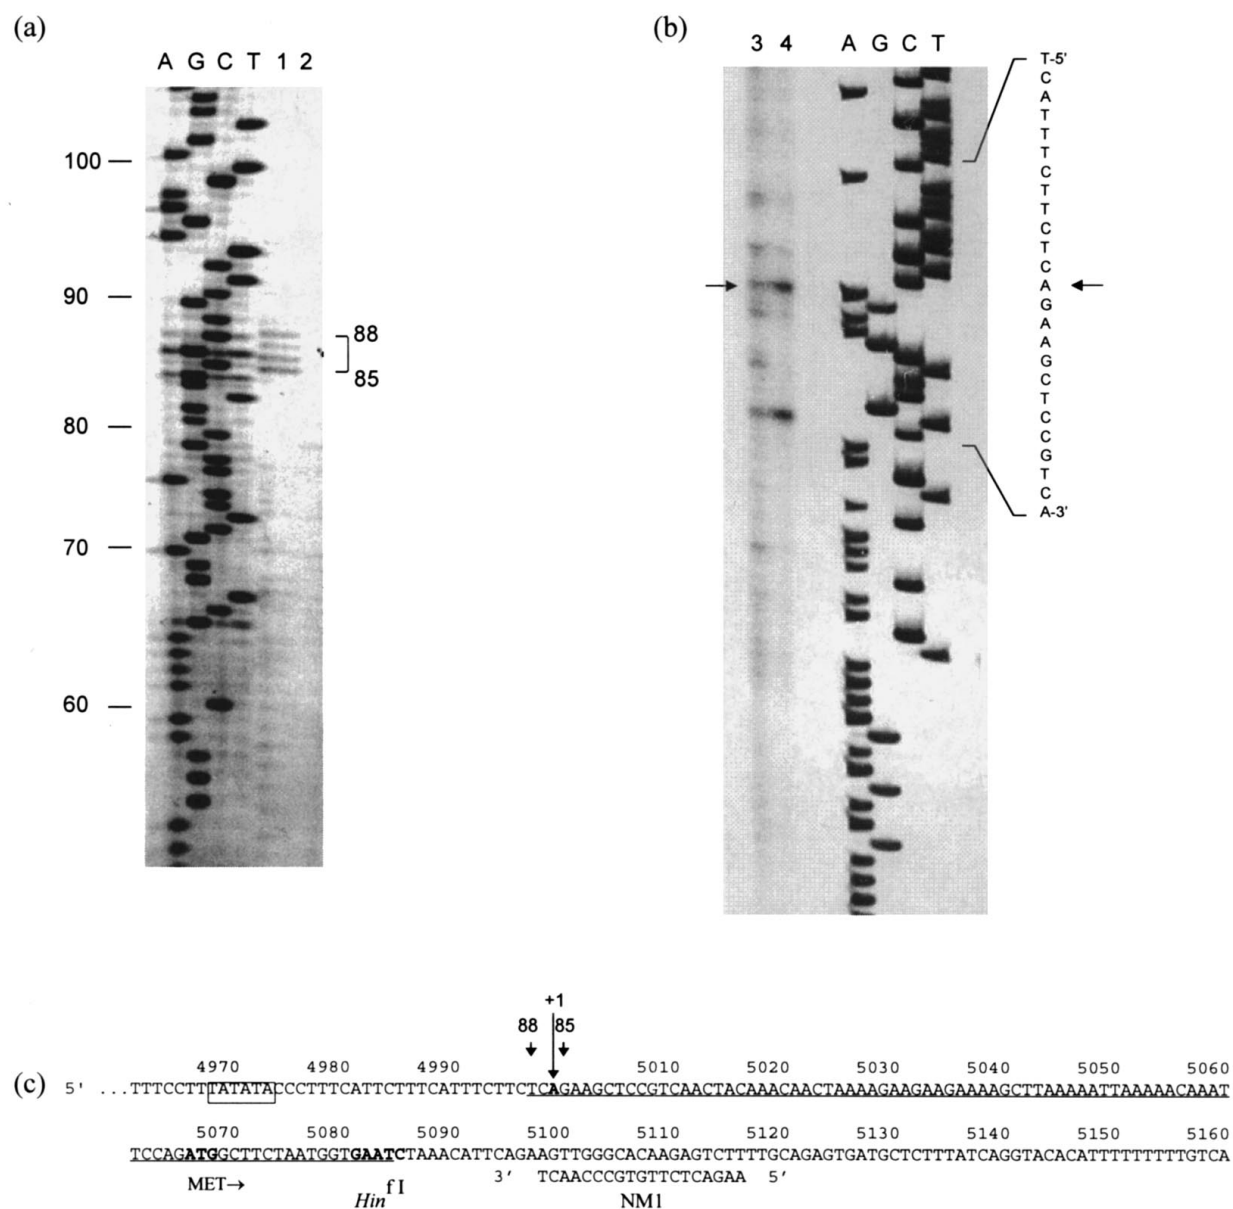 (a)
A G C T 1 2
100
90
88
85
80
70
60
(b)
3 4 A G C T
T-5'
C
A
T
T
T
C
T
T
C
T
C
A
G
A
A
G
C
T
C
C
G
T
C
A-3'
(c)
+1
88 85
4970 4980 4990 5010 5020 5030 5040 5050 5060
5' ...TTTCCTTTATATACCCTTTCATTCTTTCATTTCTTCTCAGAAGCTCCGTCAACTACAAACAACTAAAAGAAGAAGAAAAGCTTAAAAATTAAAAACAAAT
5070 5080 5090 5100 5110 5120 5130 5140 5150 5160
TCCAGATGGCTTCTAATGGTGAATCTAAACATTCAGAAGTTGGGCACAAGAGTCTTTTGCAGAGTGATGCTCTTTATCAGGTACACATTTTTTTTTGTCA
MET→ HinfI 3' TCAACCCGTGTTCTCAGAA 5'
NM1